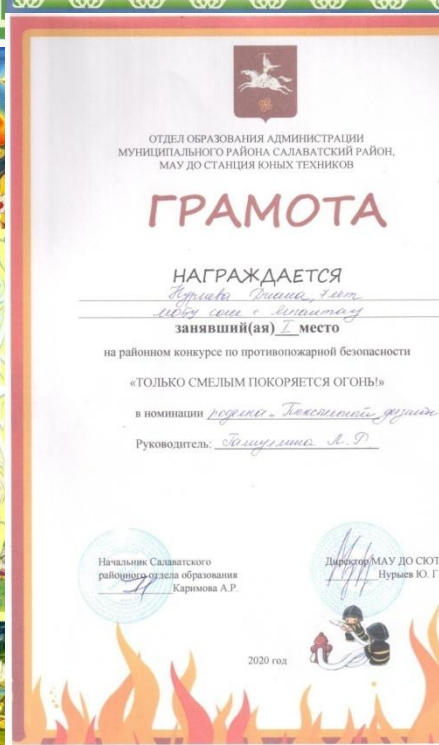 ОТДЕЛ ОБРАЗОВАНИЯ АДМИНИСТРАЦИИ
МУНИЦИПАЛЬНОГО РАЙОНА САЛАВАТСКИЙ РАЙОН,
МАУ ДО СТАНЦИЯ ЮНЫХ ТЕХНИКОВ
ГРАМОТА
НАГРАЖДАЕТСЯ
Диана, 7 лет
МОБУ СОШ с.
занявший(ая) I место
на районном конкурсе по противопожарной безопасности
«ТОЛЬКО СМЕЛЫМ ПОКОРЯЕТСЯ ОГОНЬ!»
в номинации
Руководитель: Л. Р.
Начальник Салаватского
районного отдела образования
Каримова А.Р.
Директор МАУ ДО СЮТ
Нурыев Ю. Г
2020 год